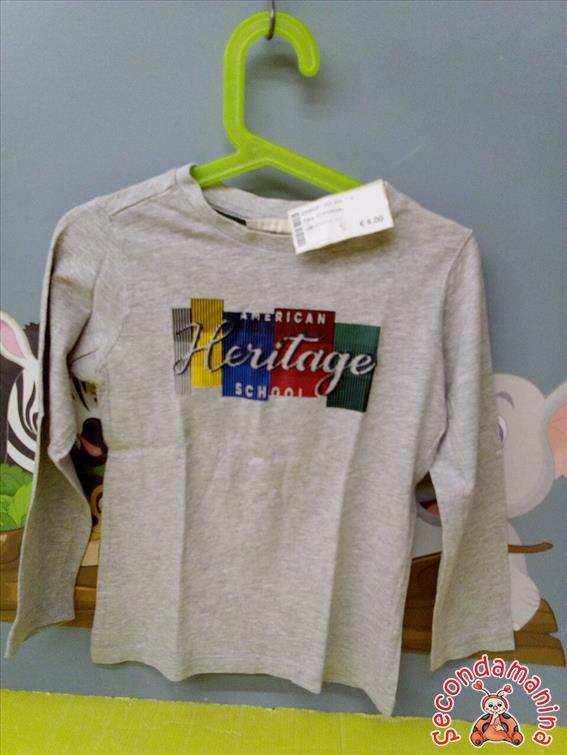 € 6,00
AMERICAN
Heritage
SCHOOL
Secondamanina